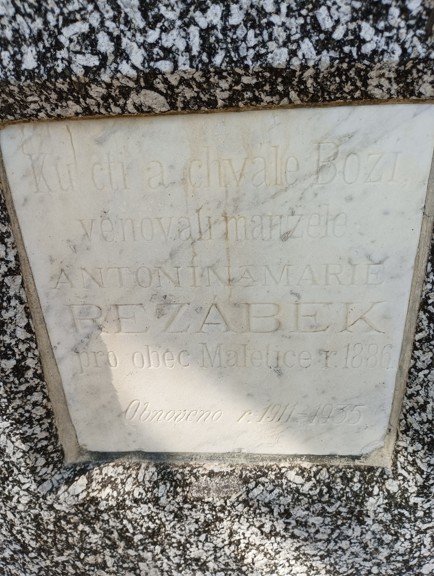 Ku cti a chvále Boží,
věnovali manželé
ANTONÍN A MARIE
ŘEZÁBEK
pro obec Maletice r. 1886
Obnoveno r. 1911-1935